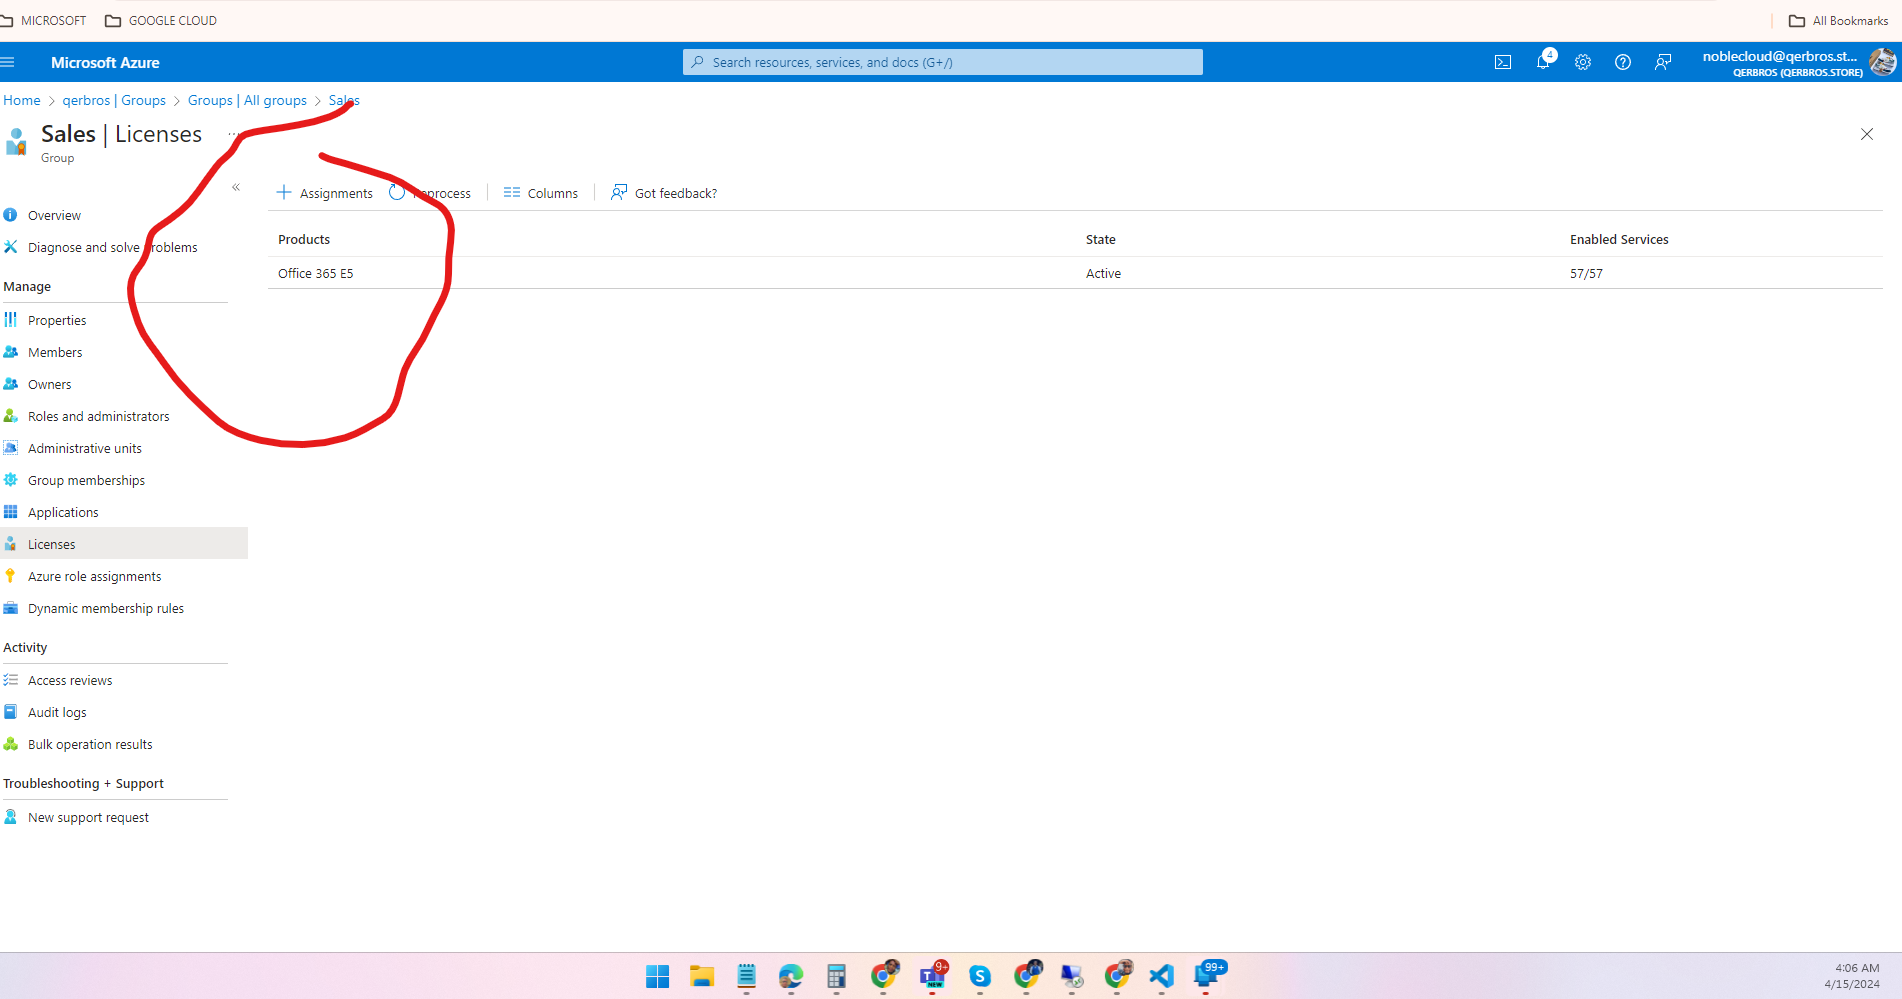 MICROSOFT GOOGLE CLOUD All Bookmarks
Microsoft Azure Search resources, services, and docs (G+/) 4 noblecloud@qerbros.st...
QERBROS (QERBROS.STORE)
Home > qerbros | Groups > Groups | All groups > Sales
Sales | Licenses ...
Group
Assignments Reprocess Columns Got feedback?
Products State Enabled Services
Office 365 E5 Active 57/57
Overview
Diagnose and solve problems
Manage
Properties
Members
Owners
Roles and administrators
Administrative units
Group memberships
Applications
Licenses
Azure role assignments
Dynamic membership rules
Activity
Access reviews
Audit logs
Bulk operation results
Troubleshooting + Support
New support request
9+ NEW 99+
4:06 AM
4/15/2024